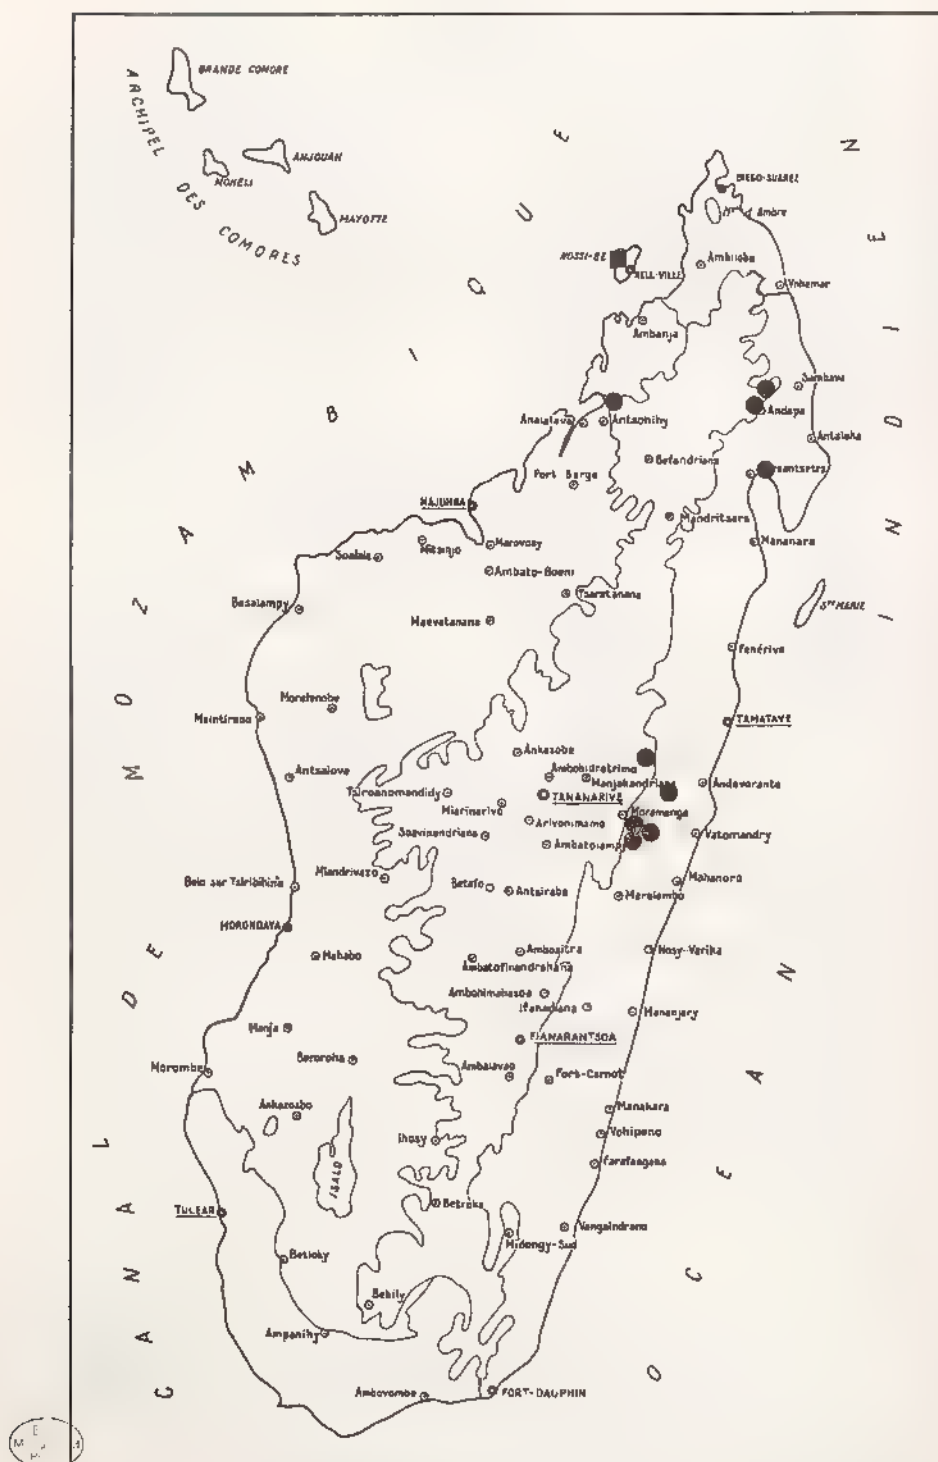 GRANDE COMORE
ARCHIPEL DES COMORES
ANJOUAN
MOHELI
MAYOTTE
CANAL DE MOZAMBIQUE
OCEAN INDIEN
DIEGO-SUAREZ
d'Ambre
NOSSI-BE
HELL-VILLE
Ambilobe
Vohemar
Ambanja
Sambava
Andapa
Analalava
Antsohihy
Antalaha
Befandriana
Port Berge
MAJUNGA
Mandritsara
Mananara
Mitsinjo
Marovoay
Soalala
Ambato-Boeni
Besalampy
Tsaratanana
Ste MARIE
Maevatanana
Fenérive
Morafenobe
Maintirano
TAMATAVE
Ankazobe
Ambohidratrimo
Antsalova
Manjakandriana
Andevorante
Tsiroanomandidy
TANANARIVE
Miarinarivo
Moramanga
Arivonimamo
Soavinandriana
Vatomandry
Ambatolampy
Miandrivazo
Mahanoro
Belo sur Tsiribihina
Betafo
Antsirabe
Marolambo
MORONDAVA
Ambositra
Nosy-Varika
Mahabo
Ambatofinandrahana
Ambohimahasoa
Ifanadiana
Mananjary
Manja
FIANARANTSOA
Beroroha
Morombe
Ambalavao
Fort-Carnot
Ankazoabo
Manakara
Vohipeno
Ihosy
Farafangana
ISALO
Betroka
TULEAR
Vangaindrano
Midongy-Sud
Betioky
Bekily
Ampanihy
Ambovombe
FORT-DAUPHIN